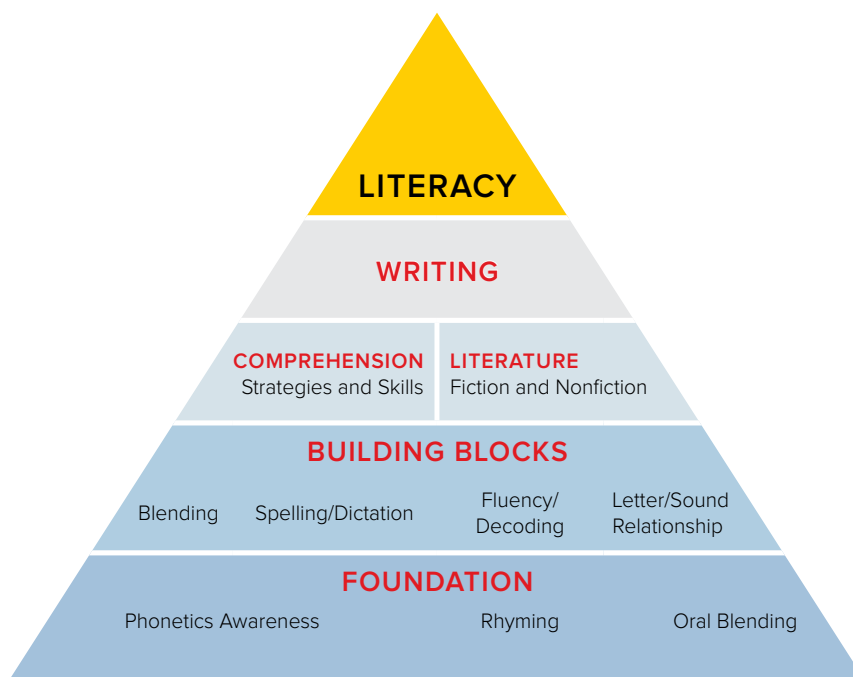 LITERACY
WRITING
COMPREHENSION
Strategies and Skills
LITERATURE
Fiction and Nonfiction
BUILDING BLOCKS
Blending
Spelling/Dictation
Fluency/
Decoding
Letter/Sound
Relationship
FOUNDATION
Phonetics Awareness
Rhyming
Oral Blending